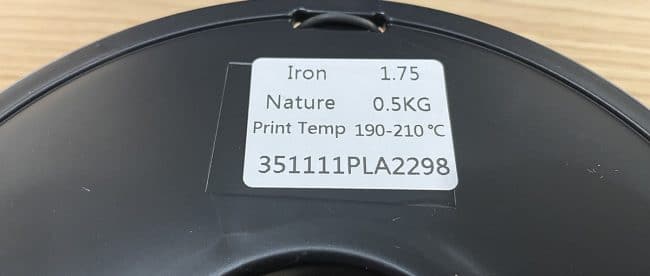 Iron 1.75
Nature 0.5KG
Print Temp 190-210 °C
351111PLA2298